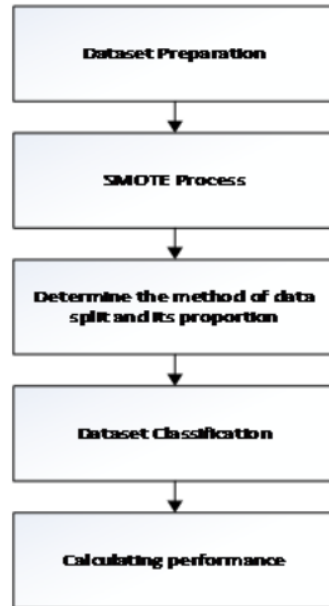 Dataset Preparation
SMOTE Process
Determine the method of data
split and its proportion
Dataset Classification
Calculating performance